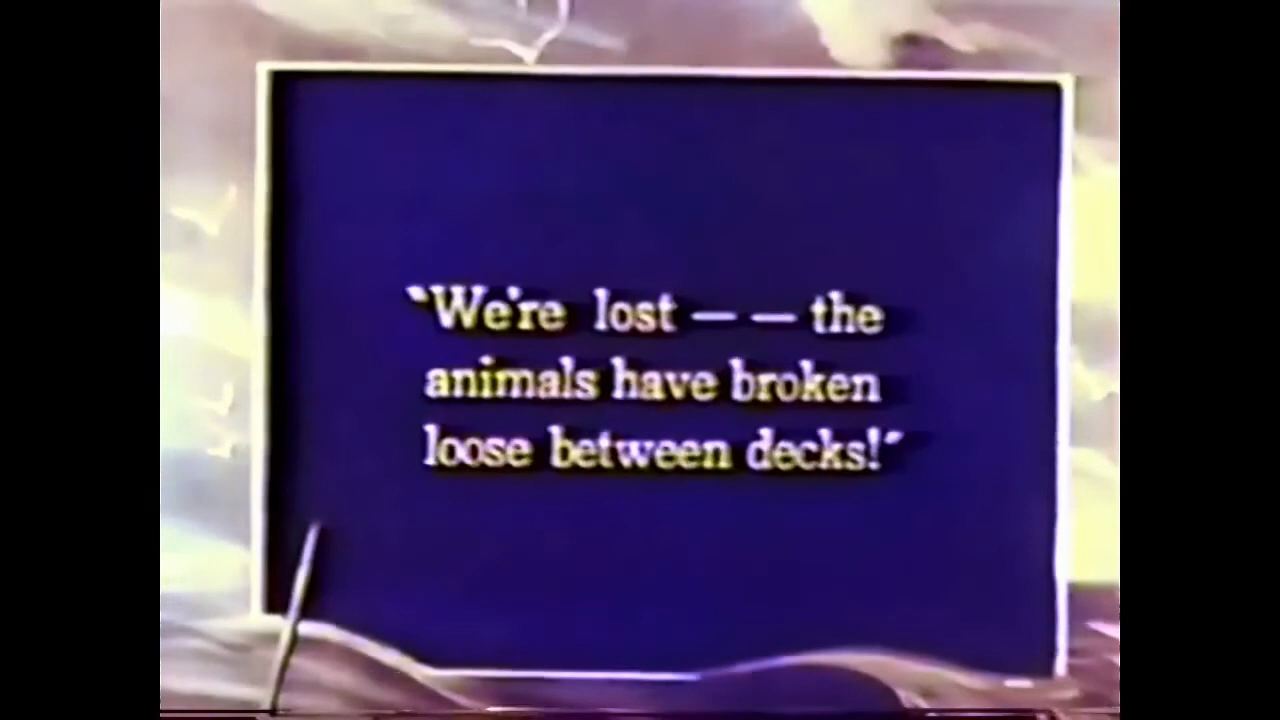 "We're lost — — the
animals have broken
loose between decks!"